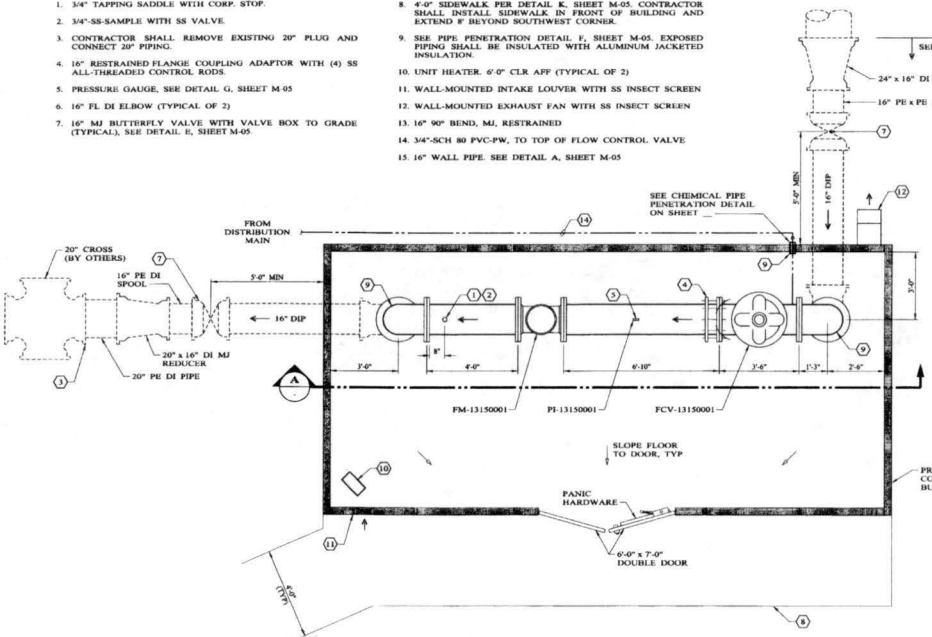 1. 3/4" TAPPING SADDLE WITH CORP. STOP.
2. 3/4"-SS-SAMPLE WITH SS VALVE.
3. CONTRACTOR SHALL REMOVE EXISTING 20" PLUG AND
CONNECT 20" PIPING.
4. 16" RESTRAINED FLANGE COUPLING ADAPTOR WITH (4) SS
ALL-THREADED CONTROL RODS.
5. PRESSURE GAUGE, SEE DETAIL G, SHEET M-05
6. 16" FL DI ELBOW (TYPICAL OF 2)
7. 16" MJ BUTTERFLY VALVE WITH VALVE BOX TO GRADE
(TYPICAL), SEE DETAIL E, SHEET M-05.
8. 4'-0" SIDEWALK PER DETAIL K, SHEET M-05. CONTRACTOR
SHALL INSTALL SIDEWALK IN FRONT OF BUILDING AND
EXTEND 8' BEYOND SOUTHWEST CORNER.
9. SEE PIPE PENETRATION DETAIL F, SHEET M-05. EXPOSED
PIPING SHALL BE INSULATED WITH ALUMINUM JACKETED
INSULATION.
10. UNIT HEATER. 6'-0" CLR AFF (TYPICAL OF 2)
11. WALL-MOUNTED INTAKE LOUVER WITH SS INSECT SCREEN
12. WALL-MOUNTED EXHAUST FAN WITH SS INSECT SCREEN
13. 16" 90° BEND, MJ, RESTRAINED
14. 3/4"-SCH 80 PVC-PW, TO TOP OF FLOW CONTROL VALVE
15. 16" WALL PIPE. SEE DETAIL A, SHEET M-05
SEE
24" x 16" DI
16" PE x PE
7
5'-0" MIN
16" DIP
12
SEE CHEMICAL PIPE
PENETRATION DETAIL
ON SHEET __
14
FROM
DISTRIBUTION
MAIN
9
3'-0"
20" CROSS
(BY OTHERS)
16" PE DI
SPOOL
7
5'-0" MIN
16" DIP
9
1 2
5
4
9
20" x 16" DI MJ
REDUCER
20" PE DI PIPE
3
8"
3'-0"
4'-0"
6'-10"
3'-6"
1'-3"
2'-6"
A
-
FM-13150001
PI-13150001
FCV-13150001
SLOPE FLOOR
TO DOOR, TYP
10
PANIC
HARDWARE
PR
CO
BU
11
6'-0" x 7'-0"
DOUBLE DOOR
4'-0"
(TYP)
8